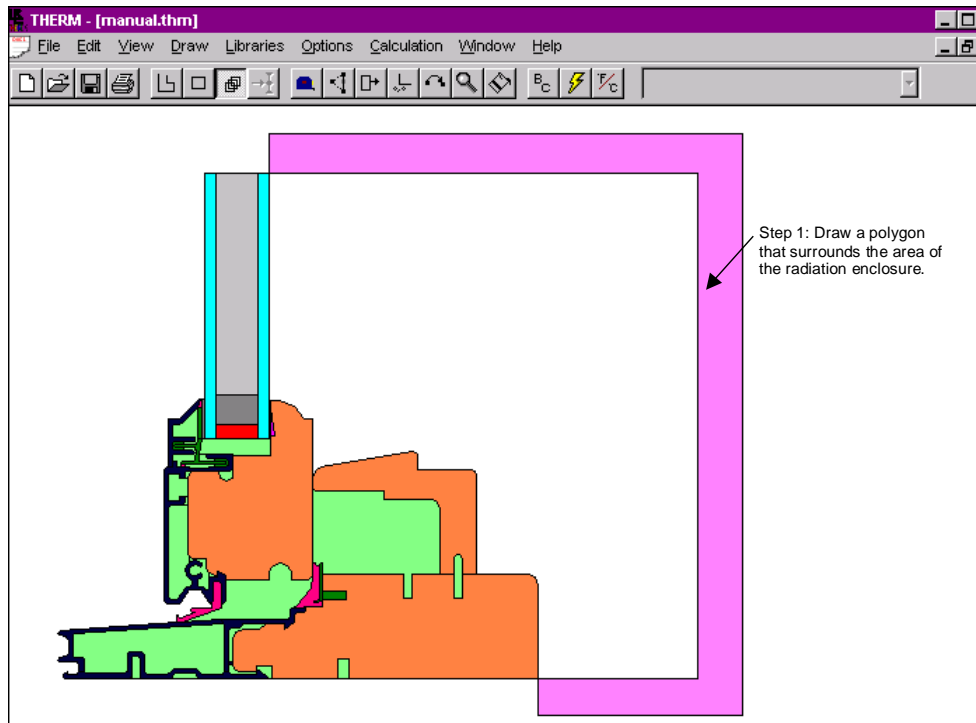 THERM - [manual.thm]
File Edit View Draw Libraries Options Calculation Window Help
B C °F/C
Step 1: Draw a polygon
that surrounds the area of
the radiation enclosure.